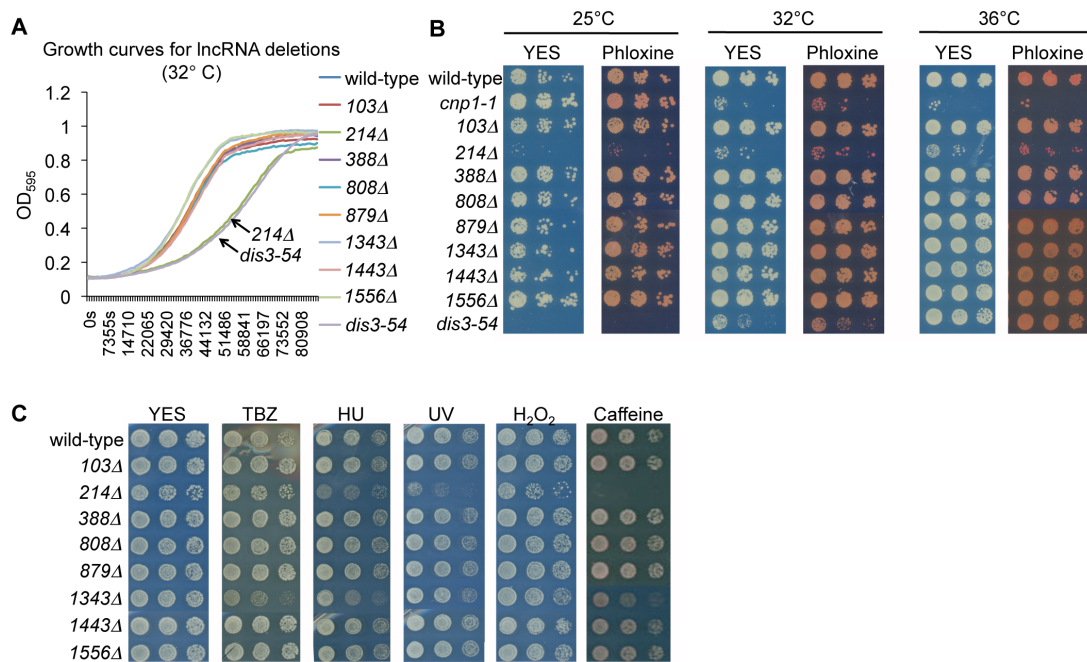 A
Growth curves for lncRNA deletions
(32° C)
1.2
1
0.8
0.6
0.4
0.2
0
OD595
0s
7355s
14710
22065
29420
36776
44132
51486
58841
66197
73552
80908
214Δ
dis3-54
wild-type
103Δ
214Δ
388Δ
808Δ
879Δ
1343Δ
1443Δ
1556Δ
dis3-54
B
25°C 32°C 36°C
YES Phloxine YES Phloxine YES Phloxine
wild-type
cnp1-1
103Δ
214Δ
388Δ
808Δ
879Δ
1343Δ
1443Δ
1556Δ
dis3-54
C
YES TBZ HU UV H2O2 Caffeine
wild-type
103Δ
214Δ
388Δ
808Δ
879Δ
1343Δ
1443Δ
1556Δ